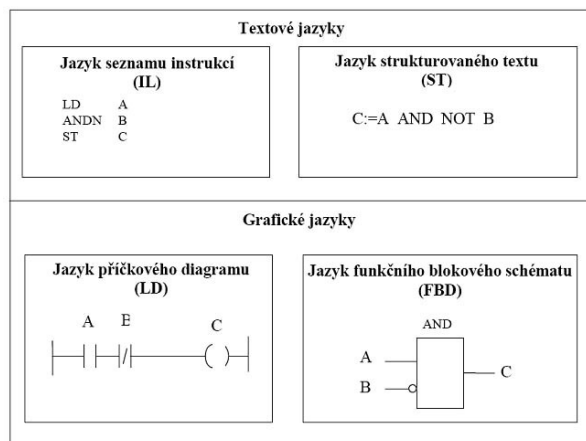 Textové jazyky
Jazyk seznamu instrukcí
(IL)
LD A
ANDN B
ST C
Jazyk strukturovaného textu
(ST)
C:=A AND NOT B
Grafické jazyky
Jazyk příčkového diagramu
(LD)
A B C
Jazyk funkčního blokového schématu
(FBD)
AND
A
B
C